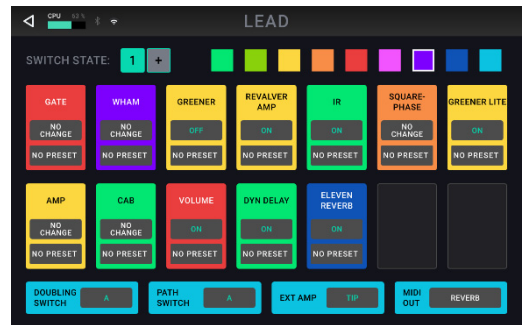 CPU 53%
LEAD
SWITCH STATE: 1 +
GATE WHAM GREENER REVALVER IR SQUARE- GREENER LITE
AMP PHASE
NO NO OFF ON ON NO ON
CHANGE CHANGE CHANGE
NO PRESET NO PRESET NO PRESET NO PRESET NO PRESET NO PRESET NO PRESET
AMP CAB VOLUME DYN DELAY ELEVEN
REVERB
NO NO ON ON ON
CHANGE CHANGE
NO PRESET NO PRESET NO PRESET NO PRESET NO PRESET
DOUBLING A PATH A EXT AMP TIP MIDI REVERB
SWITCH SWITCH OUT